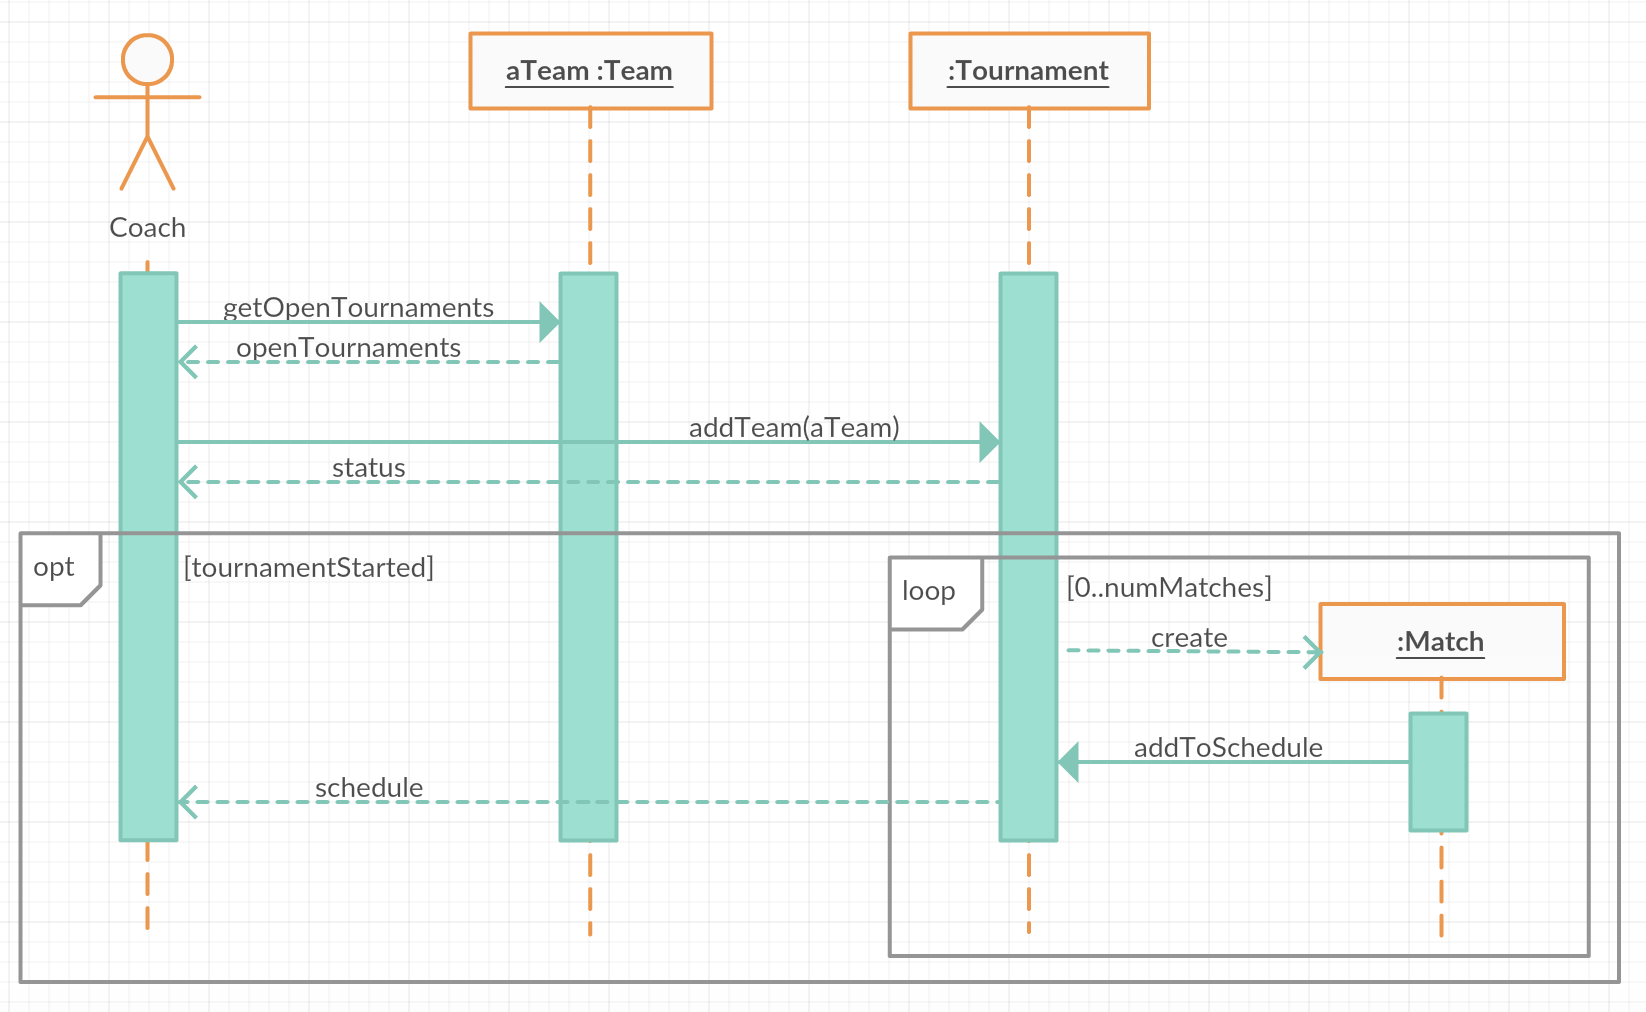 aTeam :Team
:Tournament
Coach
getOpenTournaments
openTournaments
addTeam(aTeam)
status
opt
[tournamentStarted]
loop
[0..numMatches]
create
:Match
addToSchedule
schedule